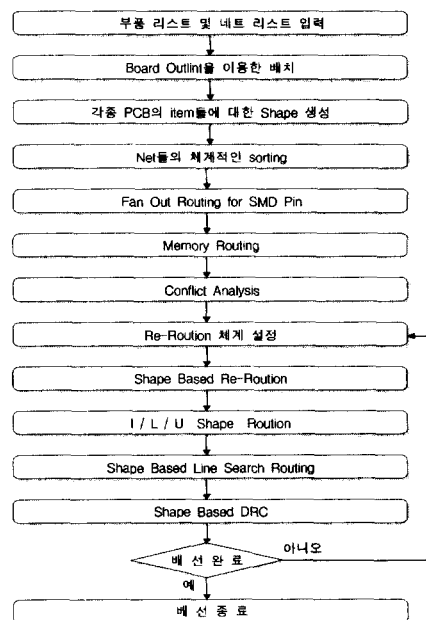 부품 리스트 및 네트 리스트 입력
Board Outlint을 이용한 배치
각종 PCB의 item들에 대한 Shape 생성
Net들의 체계적인 sorting
Fan Out Routing for SMD Pin
Memory Routing
Conflict Analysis
Re-Roution 체계 설정
Shape Based Re-Roution
I / L / U Shape Roution
Shape Based Line Search Routing
Shape Based DRC
배 선 완 료
아니오
예
배 선 종 료